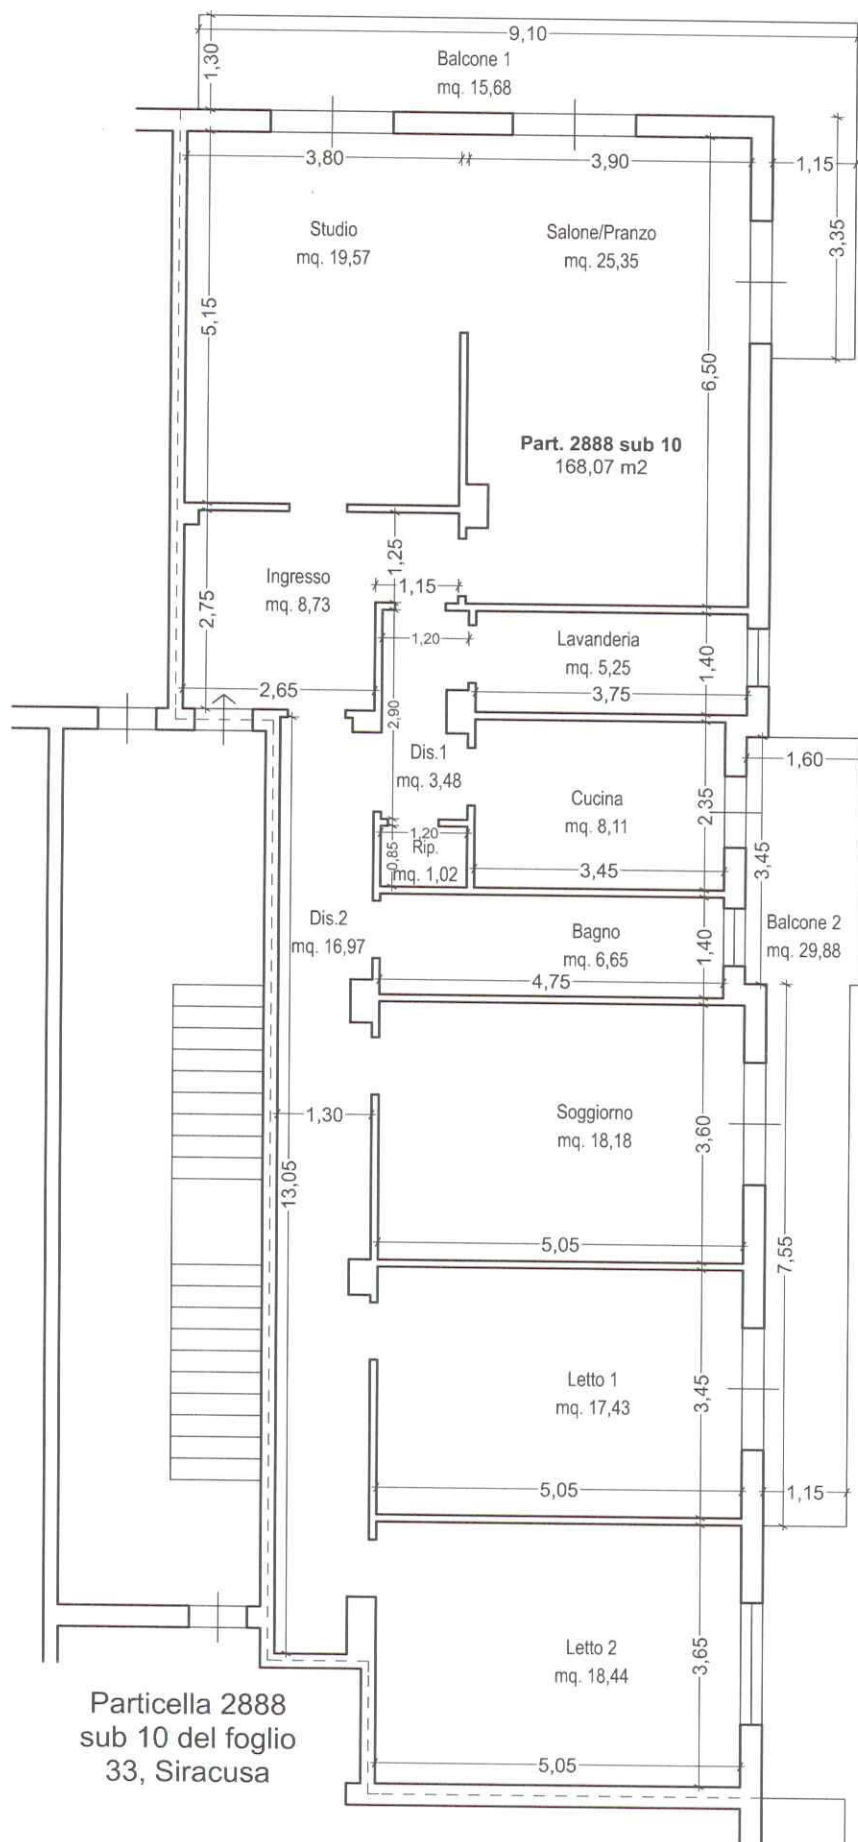 9,10
1,30
Balcone 1
mq. 15,68
3,80
3,90
1,15
Studio
mq. 19,57
Salone/Pranzo
mq. 25,35
3,35
5,15
6,50
Part. 2888 sub 10
168,07 m2
1,25
Ingresso
mq. 8,73
1,15
2,75
1,20
Lavanderia
mq. 5,25
1,40
2,65
3,75
2,90
Dis.1
mq. 3,48
1,60
Cucina
mq. 8,11
2,35
3,45
1,20
Rip.
mq. 1,02
0,85
3,45
Dis.2
mq. 16,97
Bagno
mq. 6,65
1,40
Balcone 2
mq. 29,88
4,75
1,30
Soggiorno
mq. 18,18
3,60
13,05
5,05
7,55
Letto 1
mq. 17,43
3,45
5,05
1,15
Letto 2
mq. 18,44
3,65
5,05
Particella 2888
sub 10 del foglio
33, Siracusa